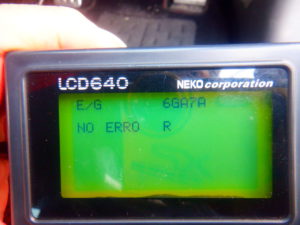 LCD640 NEKO corporation
E/G 6GA7A
NO ERRO R